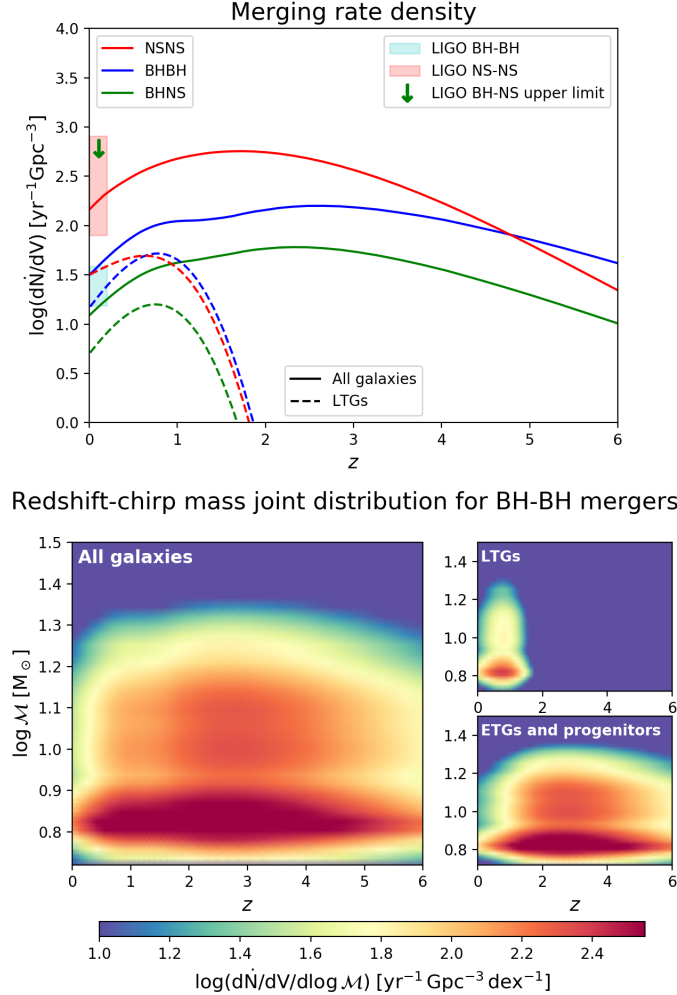 Merging rate density
4.0
3.5
3.0
2.5
2.0
1.5
1.0
0.5
0.0
log(dṄ/dV) [yr⁻¹Gpc⁻³]
NSNS
BHBH
BHNS
LIGO BH-BH
LIGO NS-NS
LIGO BH-NS upper limit
All galaxies
LTGs
0 1 2 3 4 5 6
z
Redshift-chirp mass joint distribution for BH-BH mergers
All galaxies
1.5
1.4
1.3
1.2
1.1
1.0
0.9
0.8
log ℳ [M⊙]
0 1 2 3 4 5 6
z
LTGs
1.4
1.2
1.0
0.8
0 2 4 6
ETGs and progenitors
1.4
1.2
1.0
0.8
0 2 4 6
z
1.0 1.2 1.4 1.6 1.8 2.0 2.2 2.4
log(dṄ/dV/dlog ℳ) [yr⁻¹ Gpc⁻³ dex⁻¹]